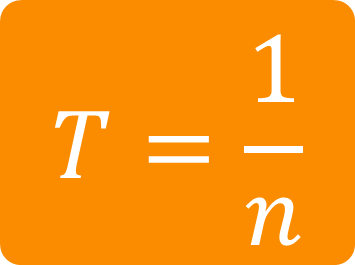 T = 1/n